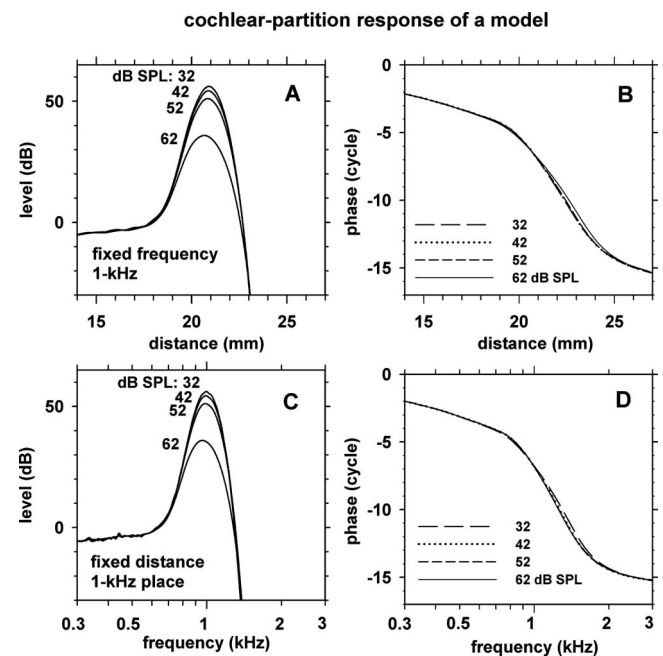 cochlear-partition response of a model
dB SPL: 32
42
52
62
A
50
0
level (dB)
fixed frequency
1-kHz
15
20
25
distance (mm)
B
0
-5
-10
-15
phase (cycle)
32
42
52
62 dB SPL
15
20
25
distance (mm)
dB SPL: 32
42
52
62
C
50
0
level (dB)
fixed distance
1-kHz place
0.3
0.5
1
2
3
frequency (kHz)
D
0
-5
-10
-15
phase (cycle)
32
42
52
62 dB SPL
0.3
0.5
1
2
3
frequency (kHz)